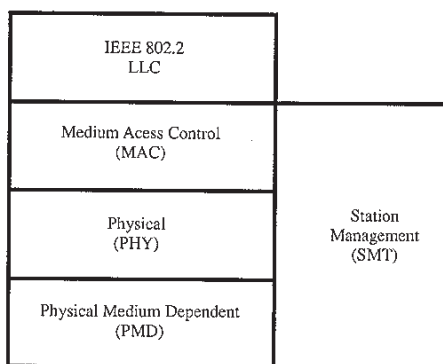 IEEE 802.2
LLC
Medium Acess Control
(MAC)
Physical
(PHY)
Physical Medium Dependent
(PMD)
Station
Management
(SMT)